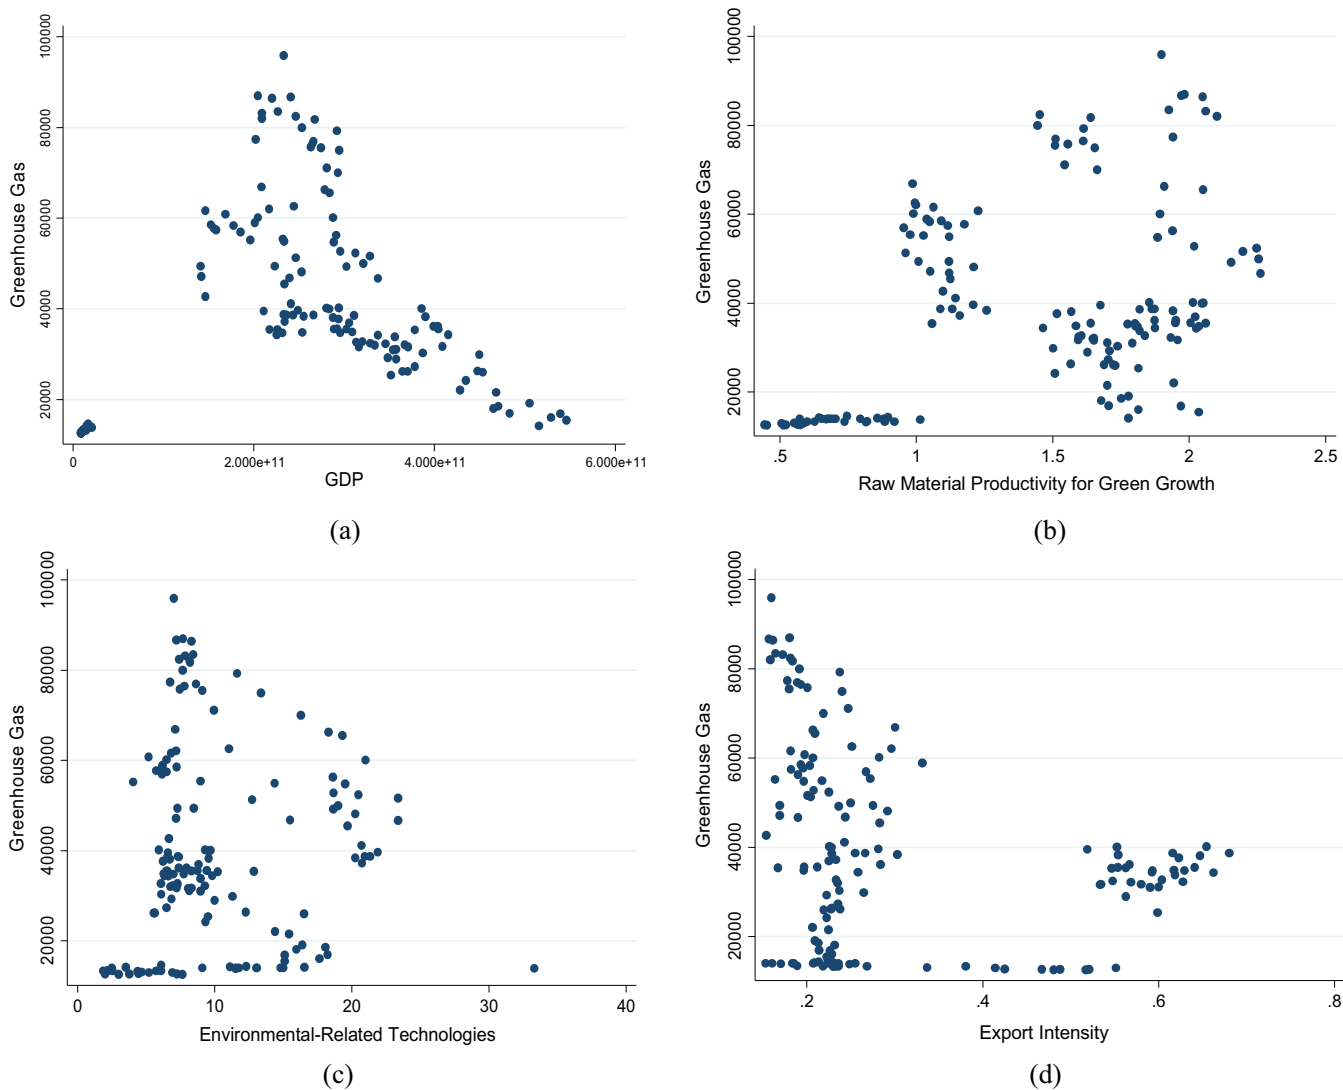 Greenhouse Gas
100000
80000
60000
40000
20000
0
2.000e+11
4.000e+11
6.000e+11
GDP
(a)
Greenhouse Gas
100000
80000
60000
40000
20000
.5
1
1.5
2
2.5
Raw Material Productivity for Green Growth
(b)
Greenhouse Gas
100000
80000
60000
40000
20000
0
10
20
30
40
Environmental-Related Technologies
(c)
Greenhouse Gas
100000
80000
60000
40000
20000
.2
.4
.6
.8
Export Intensity
(d)